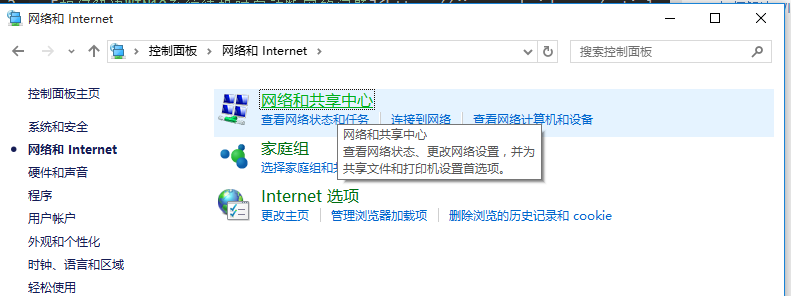 网络和 Internet
控制面板 › 网络和 Internet ›
搜索控制面板
控制面板主页
系统和安全
网络和 Internet
硬件和声音
程序
用户帐户
外观和个性化
时钟、语言和区域
轻松使用
网络和共享中心
查看网络状态和任务 连接到网络 查看网络计算机和设备
网络和共享中心
查看网络状态、更改网络设置，并为
共享文件和打印机设置首选项。
家庭组
选择家庭组和
Internet 选项
更改主页 管理浏览器加载项 删除浏览的历史记录和 cookie